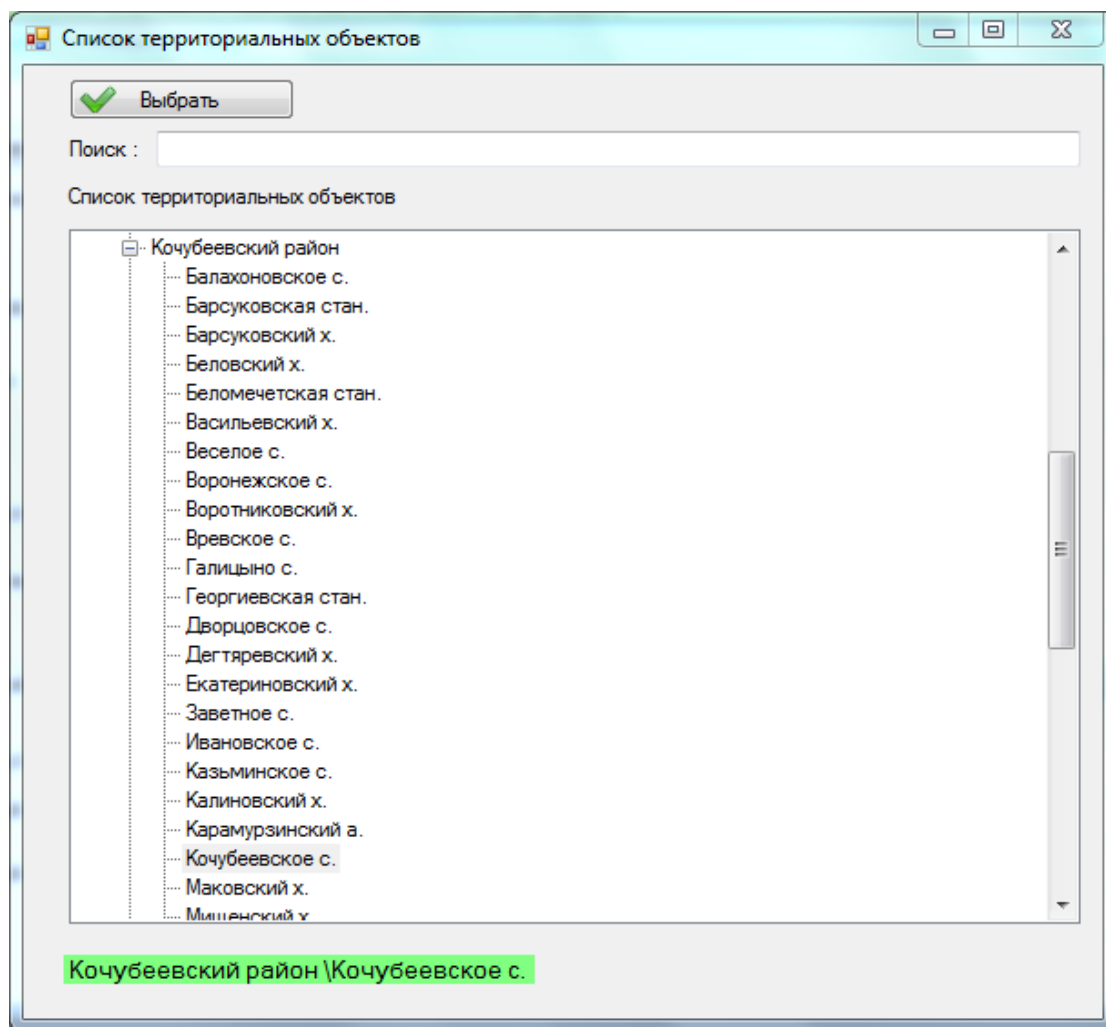 Список территориальных объектов
Выбрать
Поиск :
Список территориальных объектов
Кочубеевский район
Балахоновское с.
Барсуковская стан.
Барсуковский х.
Беловский х.
Беломечетская стан.
Васильевский х.
Веселое с.
Воронежское с.
Воротниковский х.
Вревское с.
Галицыно с.
Георгиевская стан.
Дворцовское с.
Дегтяревский х.
Екатериновский х.
Заветное с.
Ивановское с.
Казьминское с.
Калиновский х.
Карамурзинский а.
Кочубеевское с.
Маковский х.
Мищенский х
Кочубеевский район \Кочубеевское с.